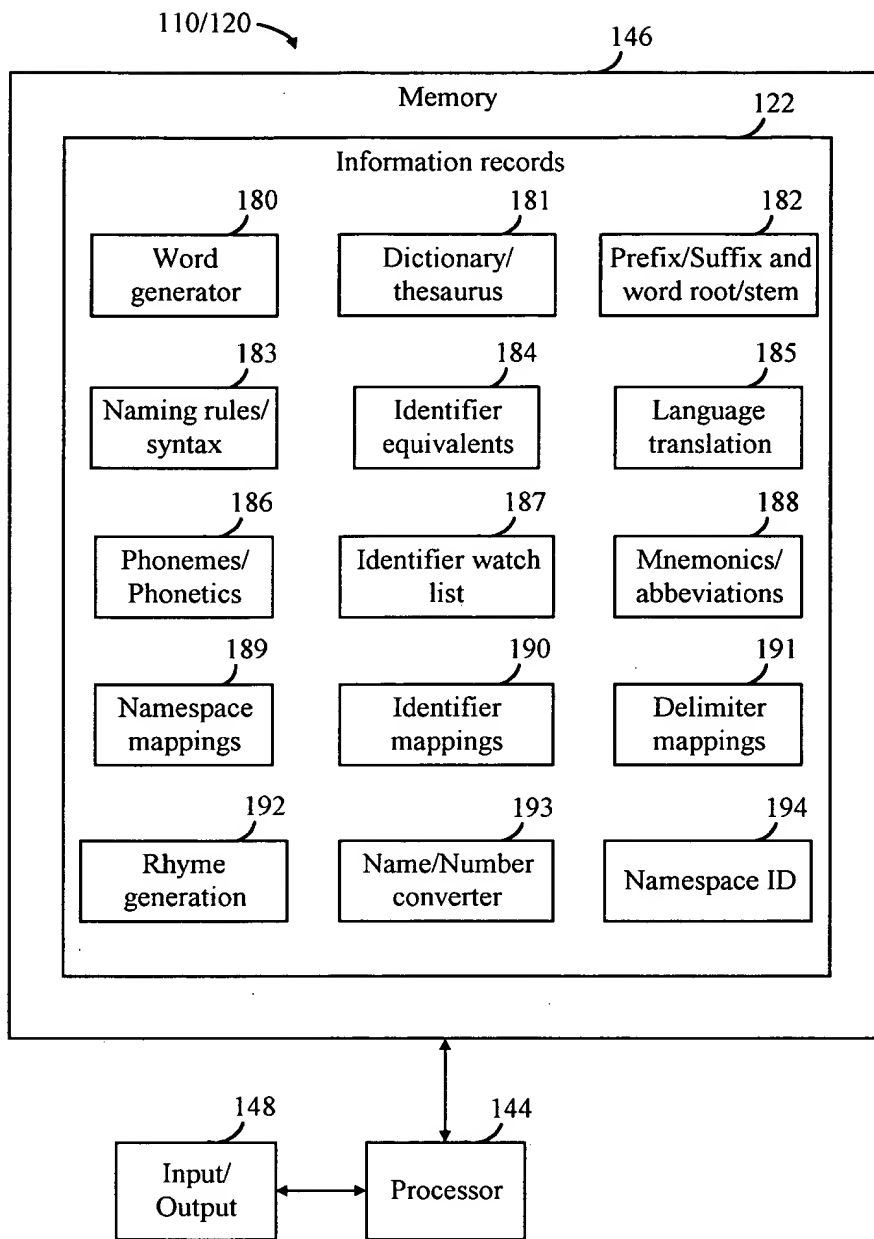 110/120
146
Memory
122
Information records
180
181
182
Word
generator
Dictionary/
thesaurus
Prefix/Suffix and
word root/stem
183
184
185
Naming rules/
syntax
Identifier
equivalents
Language
translation
186
187
188
Phonemes/
Phonetics
Identifier watch
list
Mnemonics/
abbeviations
189
190
191
Namespace
mappings
Identifier
mappings
Delimiter
mappings
192
193
194
Rhyme
generation
Name/Number
converter
Namespace ID
148
144
Input/
Output
Processor